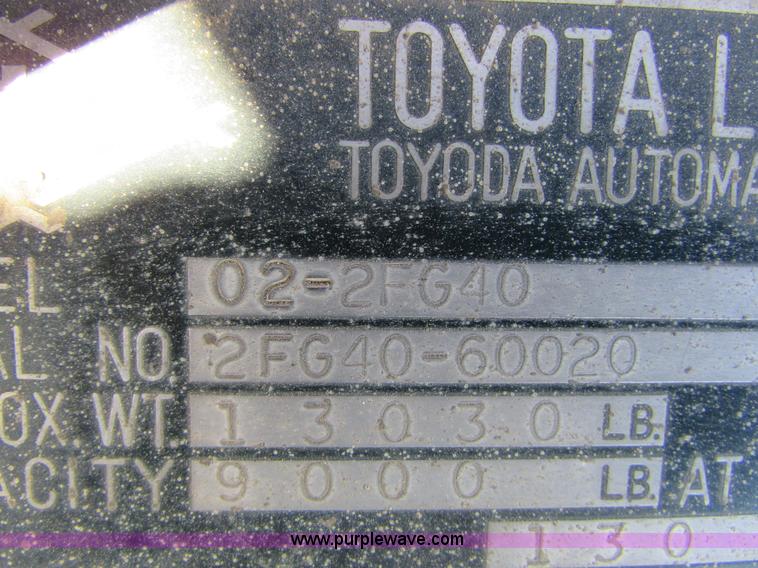 TOYOTA L
TOYODA AUTOMA
EL 02-2FG40
AL NO. 2FG40-60020
OX. WT. 13030 LB.
ACITY 9000 LB. AT
130
www.purplewave.com